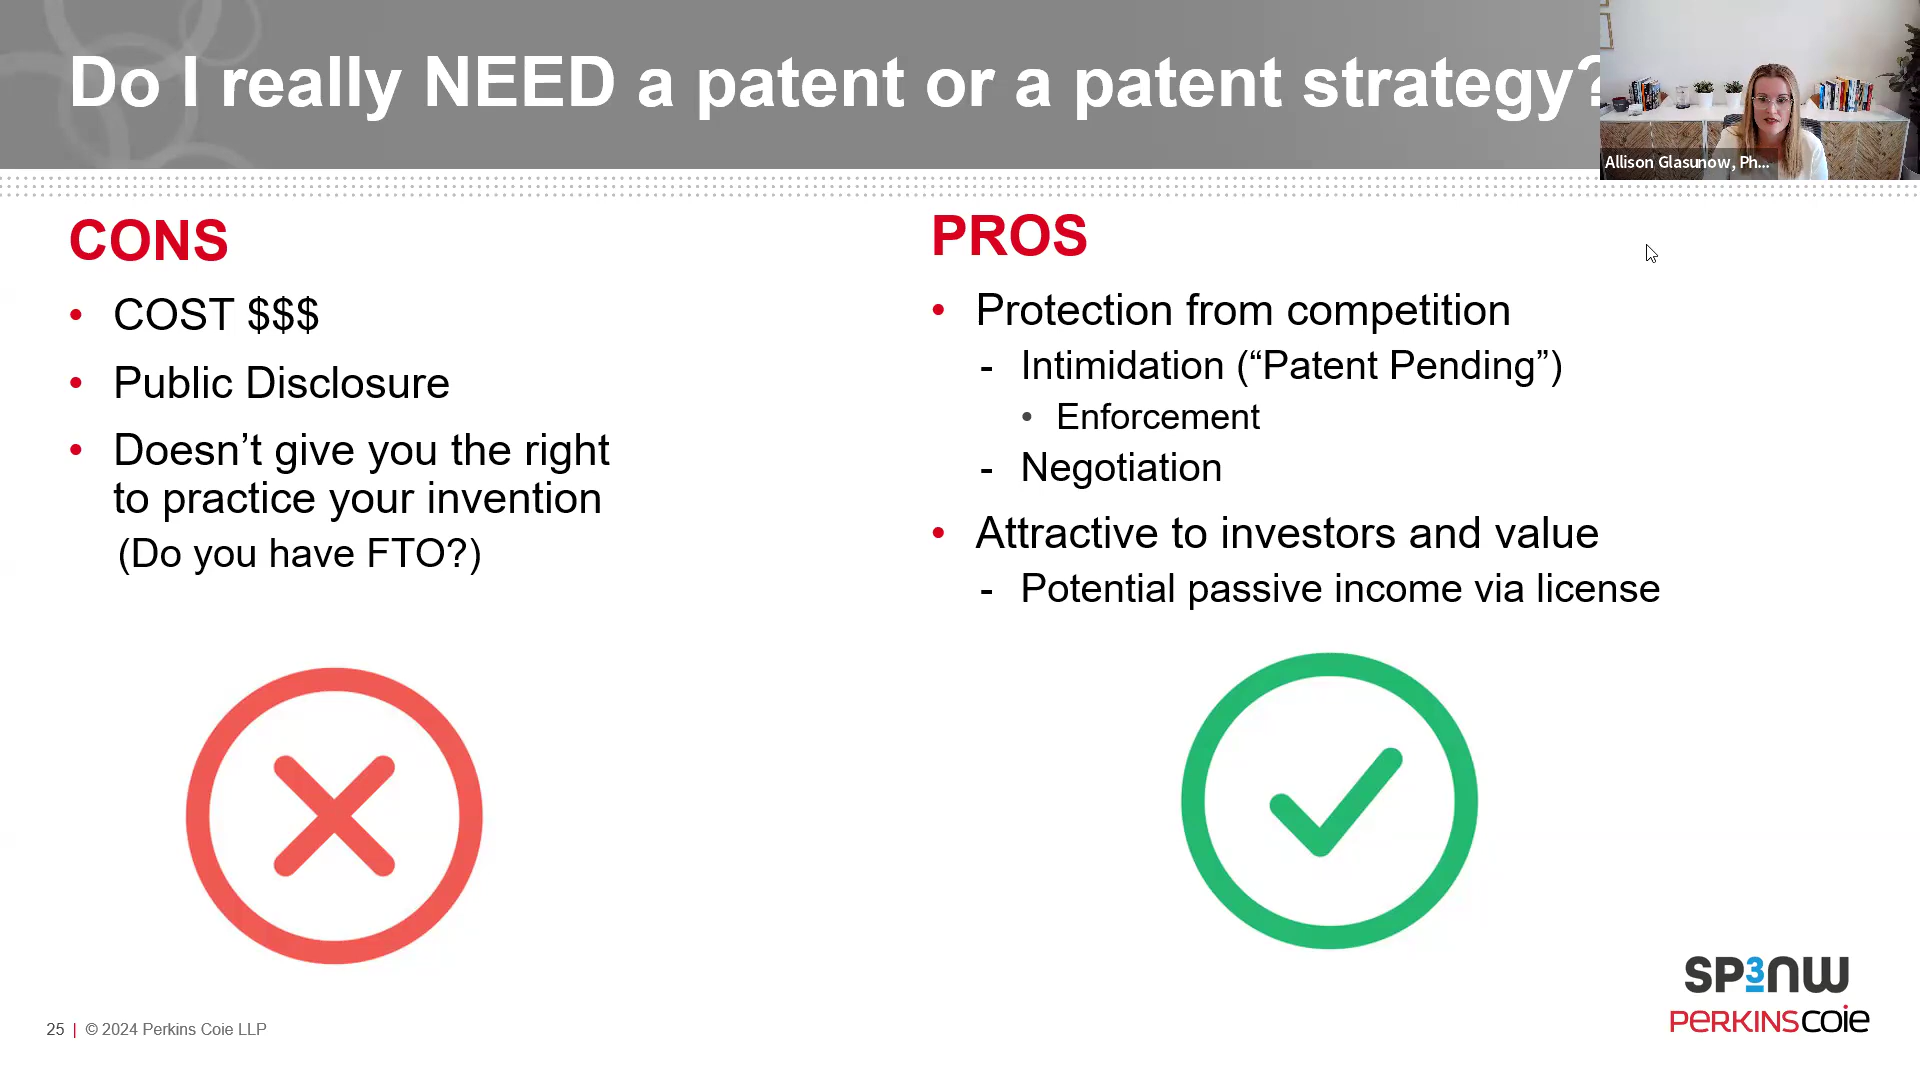 Do I really NEED a patent or a patent strategy?
Allison Glasunow, Ph...
CONS
• COST $$$
• Public Disclosure
• Doesn’t give you the right
to practice your invention
(Do you have FTO?)
PROS
• Protection from competition
- Intimidation (“Patent Pending”)
• Enforcement
- Negotiation
• Attractive to investors and value
- Potential passive income via license
SP3NW
PERKINSCOIE
25 | © 2024 Perkins Coie LLP